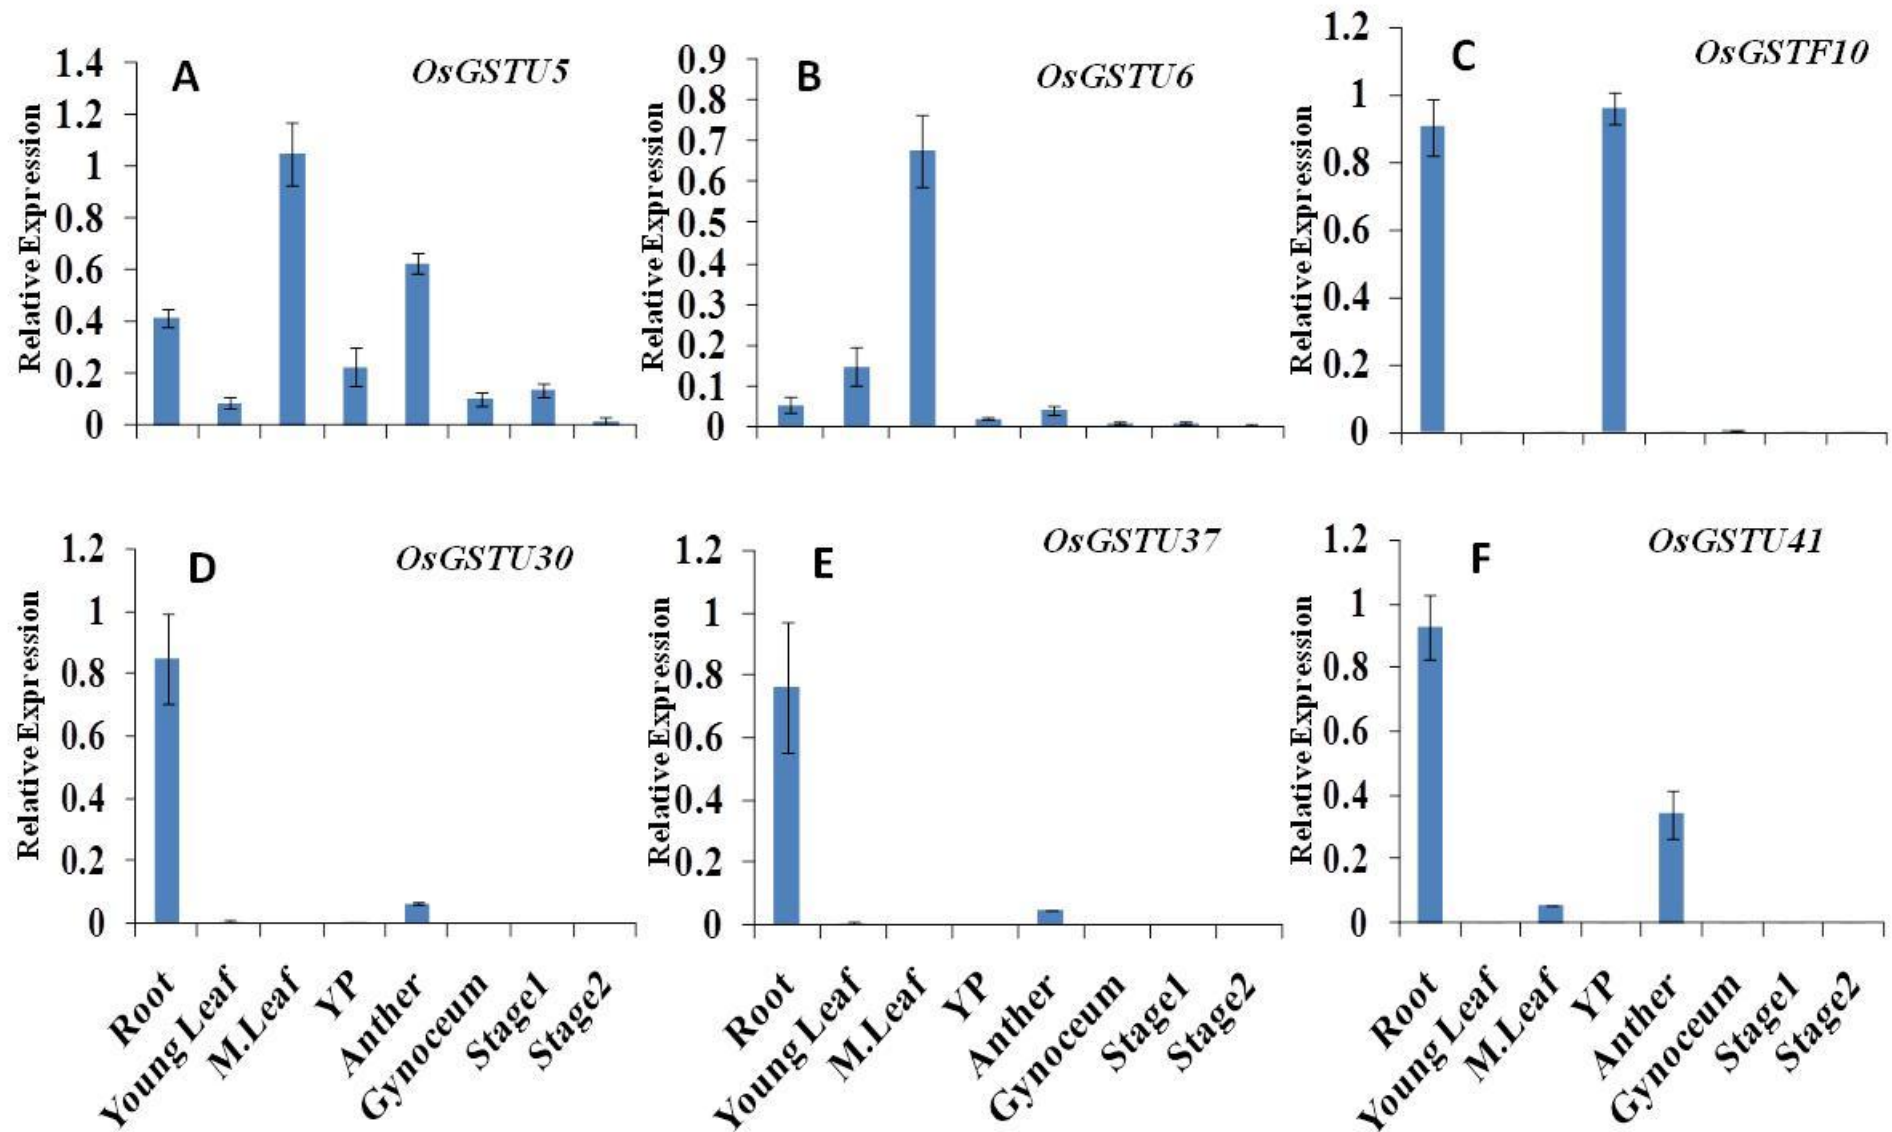 A
OsGSTU5
Relative Expression
1.4
1.2
1
0.8
0.6
0.4
0.2
0
B
OsGSTU6
Relative Expression
0.9
0.8
0.7
0.6
0.5
0.4
0.3
0.2
0.1
0
C
OsGSTF10
Relative Expression
1.2
1
0.8
0.6
0.4
0.2
0
D
OsGSTU30
Relative Expression
1.2
1
0.8
0.6
0.4
0.2
0
Root
Young Leaf
M.Leaf
YP
Anther
Gynoceum
Stage1
Stage2
E
OsGSTU37
Relative Expression
1.2
1
0.8
0.6
0.4
0.2
0
Root
Young Leaf
M.Leaf
YP
Anther
Gynoceum
Stage1
Stage2
F
OsGSTU41
Relative Expression
1.2
1
0.8
0.6
0.4
0.2
0
Root
Young Leaf
M.Leaf
YP
Anther
Gynoceum
Stage1
Stage2